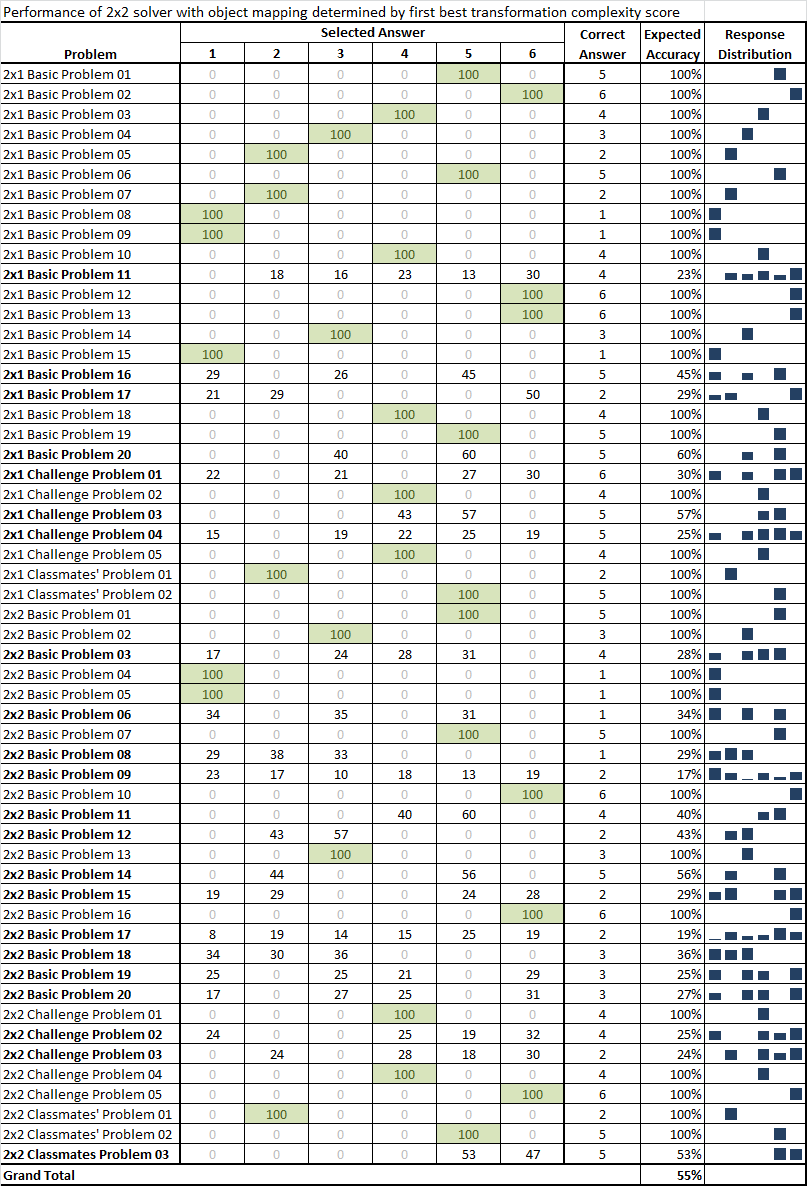 Performance of 2x2 solver with object mapping determined by first best transformation complexity score
Selected Answer Correct Expected Response
Problem 1 2 3 4 5 6 Answer Accuracy Distribution
2x1 Basic Problem 01 0 0 0 0 100 0 5 100%
2x1 Basic Problem 02 0 0 0 0 0 100 6 100%
2x1 Basic Problem 03 0 0 0 100 0 0 4 100%
2x1 Basic Problem 04 0 0 100 0 0 0 3 100%
2x1 Basic Problem 05 0 100 0 0 0 0 2 100%
2x1 Basic Problem 06 0 0 0 0 100 0 5 100%
2x1 Basic Problem 07 0 100 0 0 0 0 2 100%
2x1 Basic Problem 08 100 0 0 0 0 0 1 100%
2x1 Basic Problem 09 100 0 0 0 0 0 1 100%
2x1 Basic Problem 10 0 0 0 100 0 0 4 100%
2x1 Basic Problem 11 0 18 16 23 13 30 4 23%
2x1 Basic Problem 12 0 0 0 0 0 100 6 100%
2x1 Basic Problem 13 0 0 0 0 0 100 6 100%
2x1 Basic Problem 14 0 0 100 0 0 0 3 100%
2x1 Basic Problem 15 100 0 0 0 0 0 1 100%
2x1 Basic Problem 16 29 0 26 0 45 0 5 45%
2x1 Basic Problem 17 21 29 0 0 0 50 2 29%
2x1 Basic Problem 18 0 0 0 100 0 0 4 100%
2x1 Basic Problem 19 0 0 0 0 100 0 5 100%
2x1 Basic Problem 20 0 0 40 0 60 0 5 60%
2x1 Challenge Problem 01 22 0 21 0 27 30 6 30%
2x1 Challenge Problem 02 0 0 0 100 0 0 4 100%
2x1 Challenge Problem 03 0 0 0 43 57 0 5 57%
2x1 Challenge Problem 04 15 0 19 22 25 19 5 25%
2x1 Challenge Problem 05 0 0 0 100 0 0 4 100%
2x1 Classmates' Problem 01 0 100 0 0 0 0 2 100%
2x1 Classmates' Problem 02 0 0 0 0 100 0 5 100%
2x2 Basic Problem 01 0 0 0 0 100 0 5 100%
2x2 Basic Problem 02 0 0 100 0 0 0 3 100%
2x2 Basic Problem 03 17 0 24 28 31 0 4 28%
2x2 Basic Problem 04 100 0 0 0 0 0 1 100%
2x2 Basic Problem 05 100 0 0 0 0 0 1 100%
2x2 Basic Problem 06 34 0 35 0 31 0 1 34%
2x2 Basic Problem 07 0 0 0 0 100 0 5 100%
2x2 Basic Problem 08 29 38 33 0 0 0 1 29%
2x2 Basic Problem 09 23 17 10 18 13 19 2 17%
2x2 Basic Problem 10 0 0 0 0 0 100 6 100%
2x2 Basic Problem 11 0 0 0 40 60 0 4 40%
2x2 Basic Problem 12 0 43 57 0 0 0 2 43%
2x2 Basic Problem 13 0 0 100 0 0 0 3 100%
2x2 Basic Problem 14 0 44 0 0 56 0 5 56%
2x2 Basic Problem 15 19 29 0 0 24 28 2 29%
2x2 Basic Problem 16 0 0 0 0 0 100 6 100%
2x2 Basic Problem 17 8 19 14 15 25 19 2 19%
2x2 Basic Problem 18 34 30 36 0 0 0 3 36%
2x2 Basic Problem 19 25 0 25 21 0 29 3 25%
2x2 Basic Problem 20 17 0 27 25 0 31 3 27%
2x2 Challenge Problem 01 0 0 0 100 0 0 4 100%
2x2 Challenge Problem 02 24 0 0 25 19 32 4 25%
2x2 Challenge Problem 03 0 24 0 28 18 30 2 24%
2x2 Challenge Problem 04 0 0 0 100 0 0 4 100%
2x2 Challenge Problem 05 0 0 0 0 0 100 6 100%
2x2 Classmates' Problem 01 0 100 0 0 0 0 2 100%
2x2 Classmates' Problem 02 0 0 0 0 100 0 5 100%
2x2 Classmates Problem 03 0 0 0 0 53 47 5 53%
Grand Total 55%